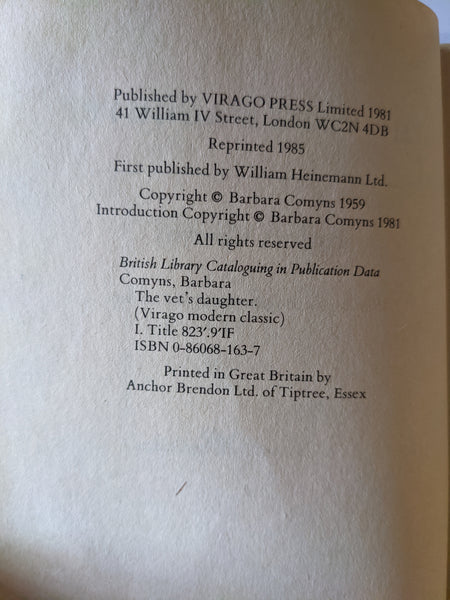 Published by VIRAGO PRESS Limited 1981
41 William IV Street, London WC2N 4DB
Reprinted 1985
First published by William Heinemann Ltd.
Copyright © Barbara Comyns 1959
Introduction Copyright © Barbara Comyns 1981
All rights reserved
British Library Cataloguing in Publication Data
Comyns, Barbara
The vet's daughter.
(Virago modern classic)
I. Title 823'.9'IF
ISBN 0-86068-163-7
Printed in Great Britain by
Anchor Brendon Ltd. of Tiptree, Essex